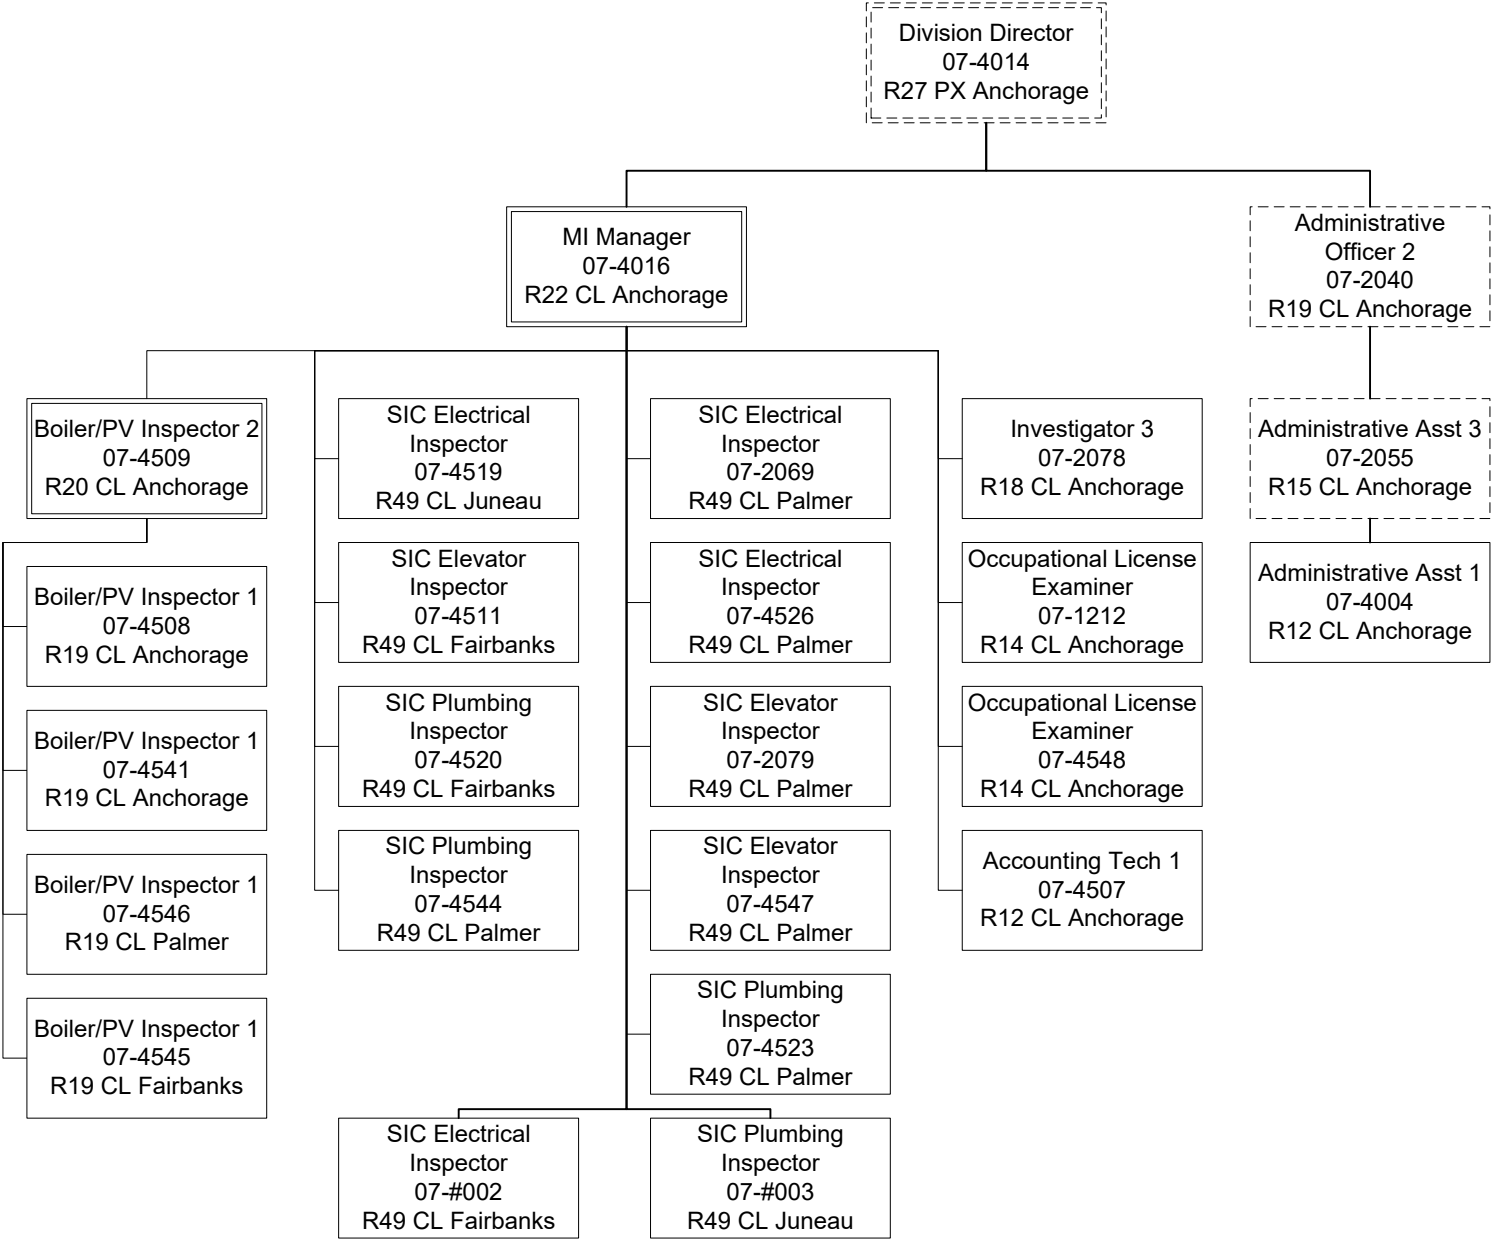 Division Director
07-4014
R27 PX Anchorage
MI Manager
07-4016
R22 CL Anchorage
Administrative
Officer 2
07-2040
R19 CL Anchorage
Boiler/PV Inspector 2
07-4509
R20 CL Anchorage
Boiler/PV Inspector 1
07-4508
R19 CL Anchorage
Boiler/PV Inspector 1
07-4541
R19 CL Anchorage
Boiler/PV Inspector 1
07-4546
R19 CL Palmer
Boiler/PV Inspector 1
07-4545
R19 CL Fairbanks
SIC Electrical
Inspector
07-4519
R49 CL Juneau
SIC Elevator
Inspector
07-4511
R49 CL Fairbanks
SIC Plumbing
Inspector
07-4520
R49 CL Fairbanks
SIC Plumbing
Inspector
07-4544
R49 CL Palmer
SIC Electrical
Inspector
07-2069
R49 CL Palmer
SIC Electrical
Inspector
07-4526
R49 CL Palmer
SIC Elevator
Inspector
07-2079
R49 CL Palmer
SIC Elevator
Inspector
07-4547
R49 CL Palmer
SIC Plumbing
Inspector
07-4523
R49 CL Palmer
SIC Electrical
Inspector
07-#002
R49 CL Fairbanks
SIC Plumbing
Inspector
07-#003
R49 CL Juneau
Investigator 3
07-2078
R18 CL Anchorage
Occupational License
Examiner
07-1212
R14 CL Anchorage
Occupational License
Examiner
07-4548
R14 CL Anchorage
Accounting Tech 1
07-4507
R12 CL Anchorage
Administrative Asst 3
07-2055
R15 CL Anchorage
Administrative Asst 1
07-4004
R12 CL Anchorage